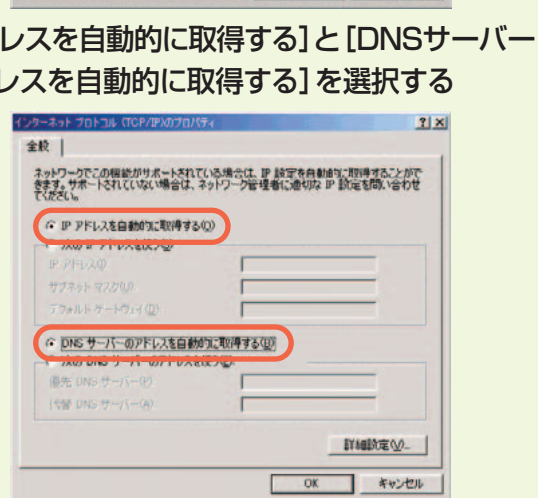 レスを自動的に取得する]と[DNSサーバー
レスを自動的に取得する]を選択する
インターネット プロトコル (TCP/IP)のプロパティ
? ×
全般
ネットワークでこの機能がサポートされている場合は、IP 設定を自動的に取得することがで
きます。サポートされていない場合は、ネットワーク管理者に適切な IP 設定を問い合わせ
てください。
IP アドレスを自動的に取得する(O)
次の IP アドレスを使う(S)
IP アドレス(I)
サブネット マスク(U)
デフォルト ゲートウェイ(D)
DNS サーバーのアドレスを自動的に取得する(B)
次の DNS サーバーのアドレスを使う(E)
優先 DNS サーバー(P)
代替 DNS サーバー(A)
詳細設定(V)...
OK
キャンセル